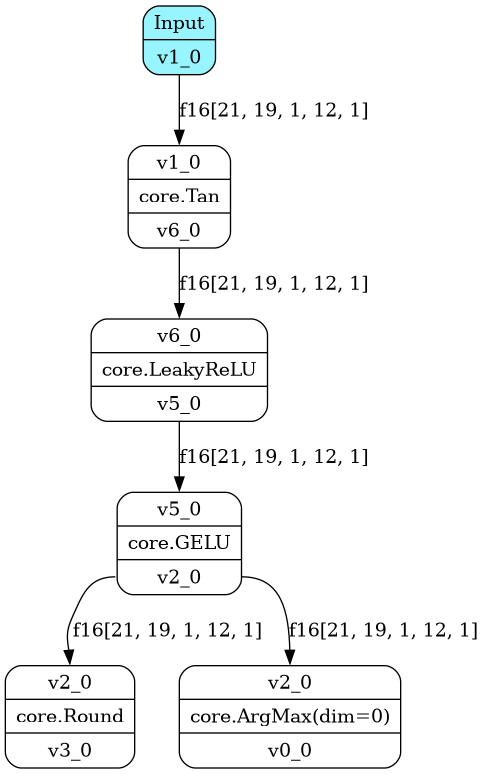 Input
v1_0
f16[21, 19, 1, 12, 1]
v1_0
core.Tan
v6_0
f16[21, 19, 1, 12, 1]
v6_0
core.LeakyReLU
v5_0
f16[21, 19, 1, 12, 1]
v5_0
core.GELU
v2_0
f16[21, 19, 1, 12, 1]
f16[21, 19, 1, 12, 1]
v2_0
core.Round
v3_0
v2_0
core.ArgMax(dim=0)
v0_0